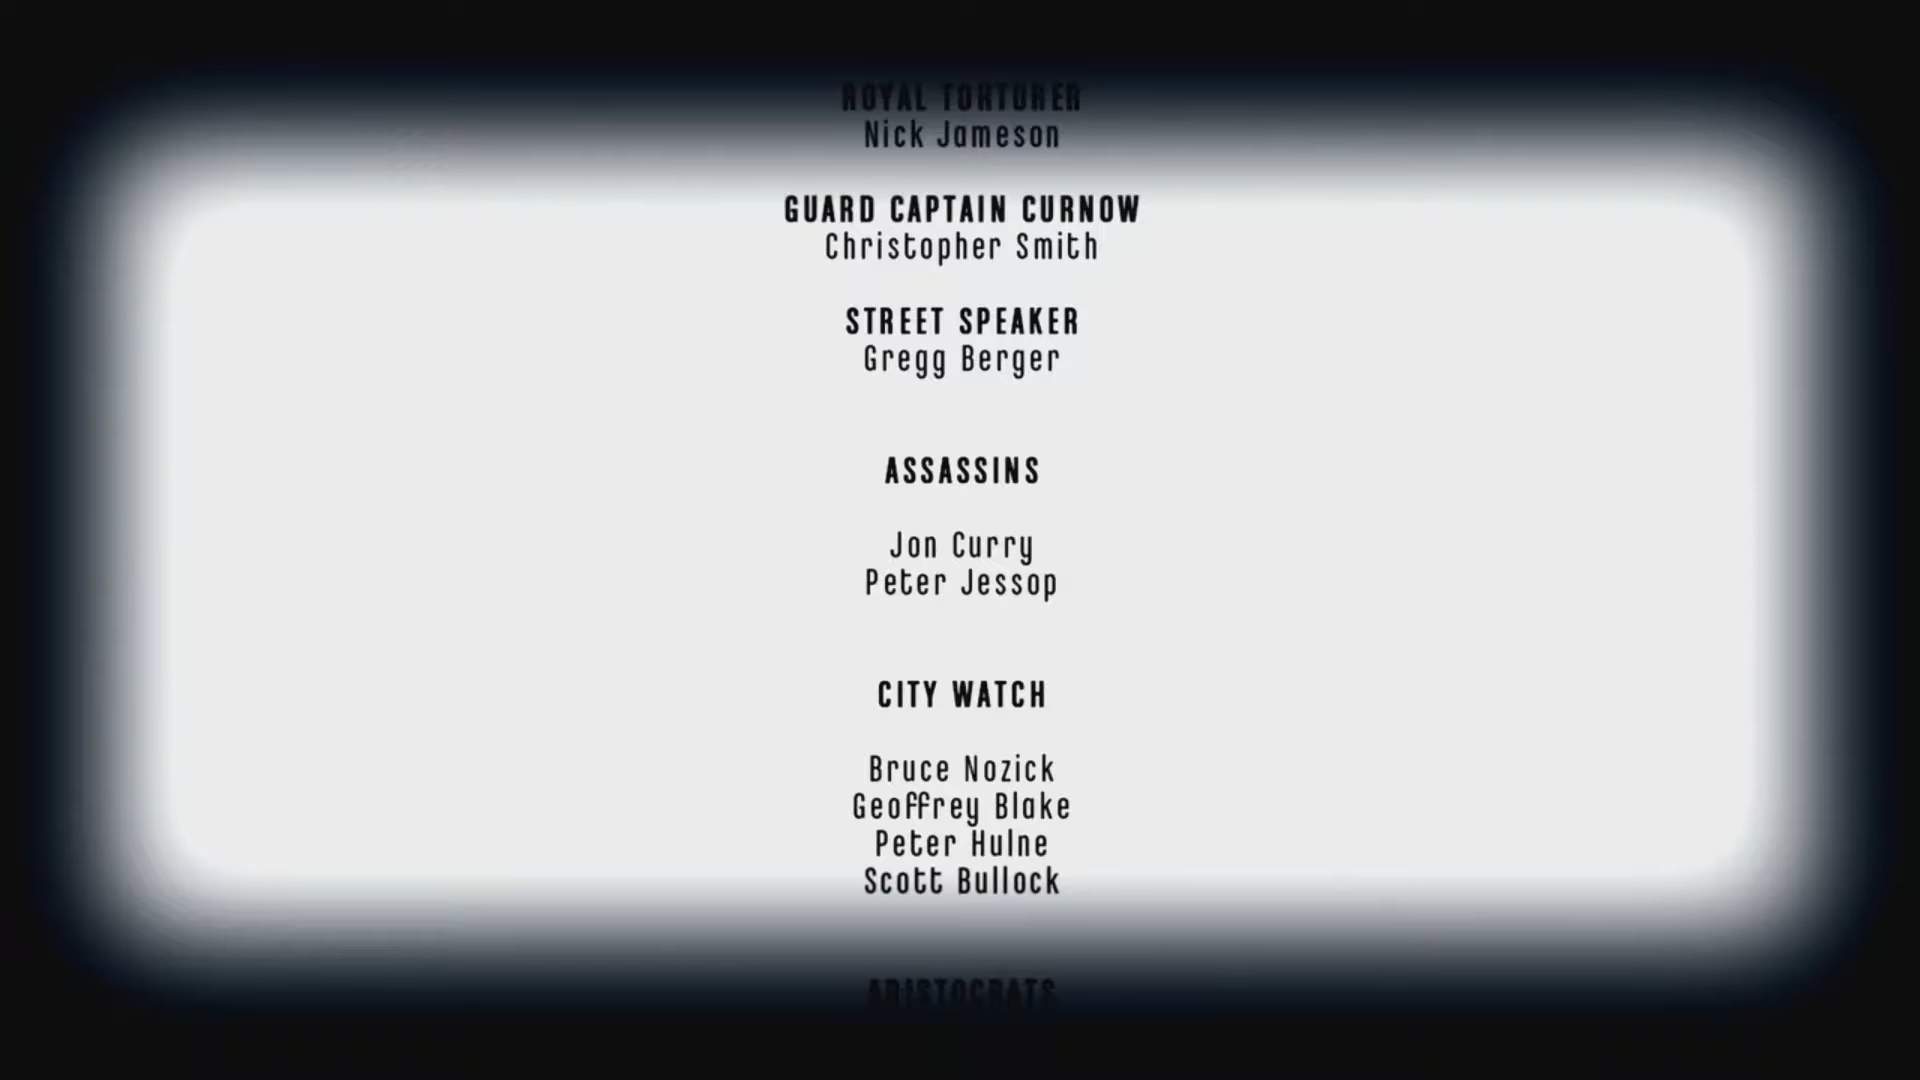 ROYAL TORTURER
Nick Jameson
GUARD CAPTAIN CURNOW
Christopher Smith
STREET SPEAKER
Gregg Berger
ASSASSINS
Jon Curry
Peter Jessop
CITY WATCH
Bruce Nozick
Geoffrey Blake
Peter Hulne
Scott Bullock
ARISTOCRATS